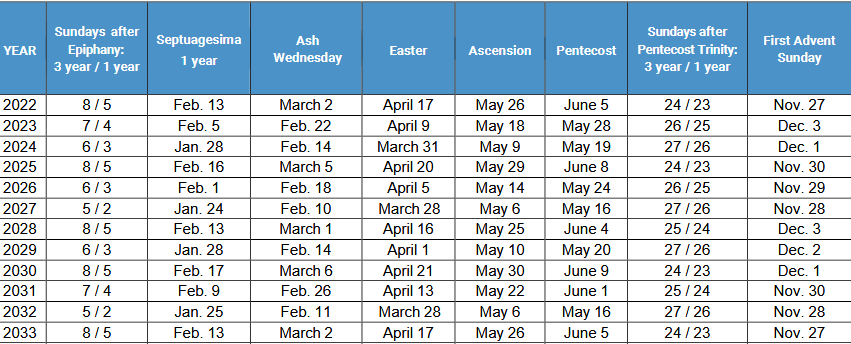 YEAR Sundays after Epiphany: 3 year / 1 year Septuagesima 1 year Ash Wednesday Easter Ascension Pentecost Sundays after Pentecost Trinity: 3 year / 1 year First Advent Sunday
2022 8 / 5 Feb. 13 March 2 April 17 May 26 June 5 24 / 23 Nov. 27
2023 7 / 4 Feb. 5 Feb. 22 April 9 May 18 May 28 26 / 25 Dec. 3
2024 6 / 3 Jan. 28 Feb. 14 March 31 May 9 May 19 27 / 26 Dec. 1
2025 8 / 5 Feb. 16 March 5 April 20 May 29 June 8 24 / 23 Nov. 30
2026 6 / 3 Feb. 1 Feb. 18 April 5 May 14 May 24 26 / 25 Nov. 29
2027 5 / 2 Jan. 24 Feb. 10 March 28 May 6 May 16 27 / 26 Nov. 28
2028 8 / 5 Feb. 13 March 1 April 16 May 25 June 4 25 / 24 Dec. 3
2029 6 / 3 Jan. 28 Feb. 14 April 1 May 10 May 20 27 / 26 Dec. 2
2030 8 / 5 Feb. 17 March 6 April 21 May 30 June 9 24 / 23 Dec. 1
2031 7 / 4 Feb. 9 Feb. 26 April 13 May 22 June 1 25 / 24 Nov. 30
2032 5 / 2 Jan. 25 Feb. 11 March 28 May 6 May 16 27 / 26 Nov. 28
2033 8 / 5 Feb. 13 March 2 April 17 May 26 June 5 24 / 23 Nov. 27